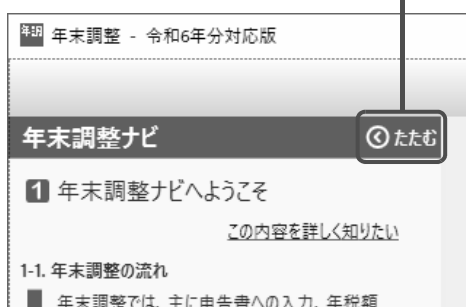 年調 年末調整 - 令和6年分対応版
年末調整ナビ たたむ
1 年末調整ナビへようこそ
この内容を詳しく知りたい
1-1. 年末調整の流れ
年末調整では、主に申告書への入力、年税額